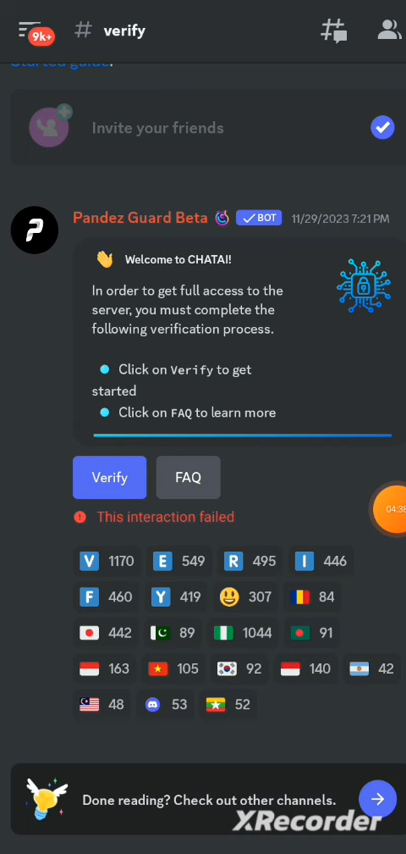 9k+
# verify
Started guide.
Invite your friends
Pandez Guard Beta BOT 11/29/2023 7:21 PM
Welcome to CHATAI!
In order to get full access to the
server, you must complete the
following verification process.
Click on Verify to get
started
Click on FAQ to learn more
Verify FAQ
This interaction failed
04:38
V 1170 E 549 R 495 I 446
F 460 Y 419 307 84
442 89 1044 91
163 105 92 140 42
48 53 52
Done reading? Check out other channels.
XRecorder